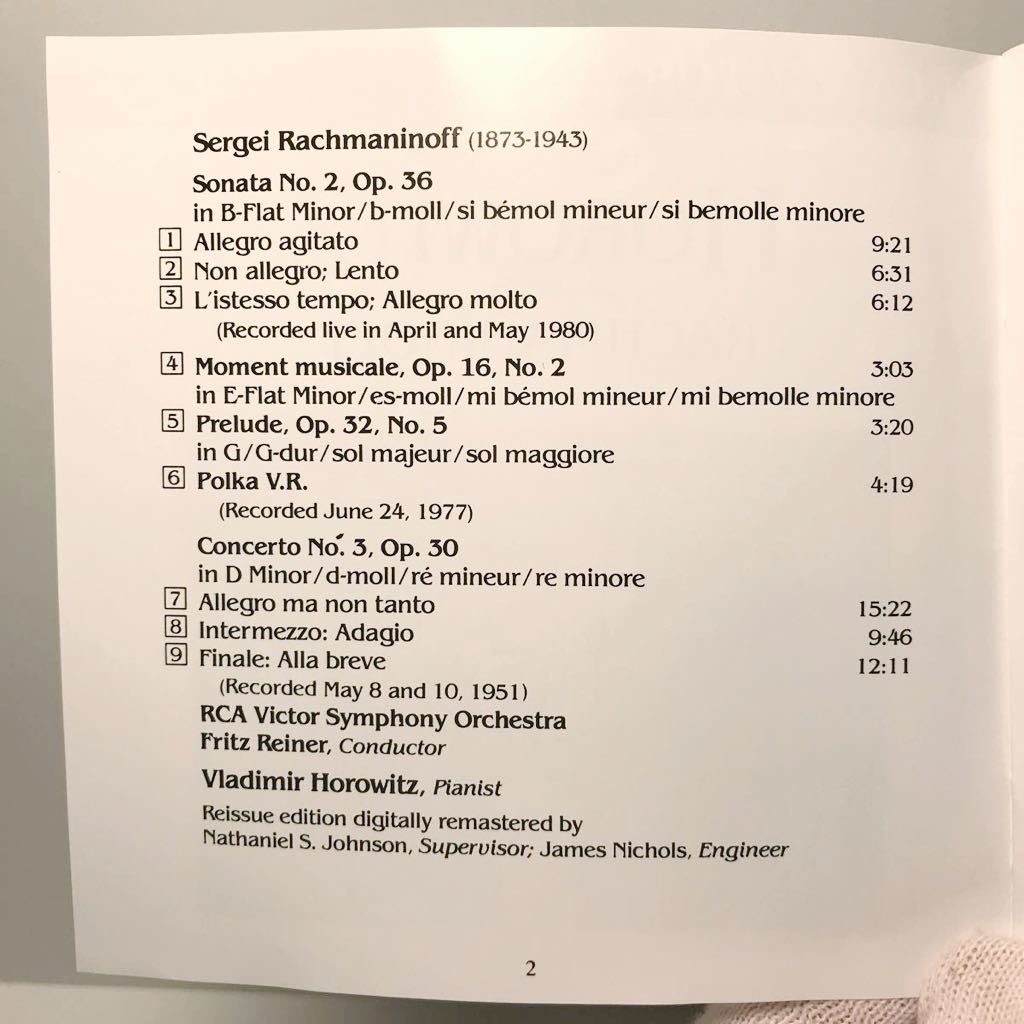 Sergei Rachmaninoff (1873-1943)
Sonata No. 2, Op. 36
in B-Flat Minor/b-moll/si bémol mineur/si bemolle minore
1 Allegro agitato 9:21
2 Non allegro; Lento 6:31
3 L'istesso tempo; Allegro molto 6:12
(Recorded live in April and May 1980)
4 Moment musicale, Op. 16, No. 2 3:03
in E-Flat Minor/es-moll/mi bémol mineur/mi bemolle minore
5 Prelude, Op. 32, No. 5 3:20
in G/G-dur/sol majeur/sol maggiore
6 Polka V.R. 4:19
(Recorded June 24, 1977)
Concerto No. 3, Op. 30
in D Minor/d-moll/ré mineur/re minore
7 Allegro ma non tanto 15:22
8 Intermezzo: Adagio 9:46
9 Finale: Alla breve 12:11
(Recorded May 8 and 10, 1951)
RCA Victor Symphony Orchestra
Fritz Reiner, Conductor
Vladimir Horowitz, Pianist
Reissue edition digitally remastered by
Nathaniel S. Johnson, Supervisor; James Nichols, Engineer
2